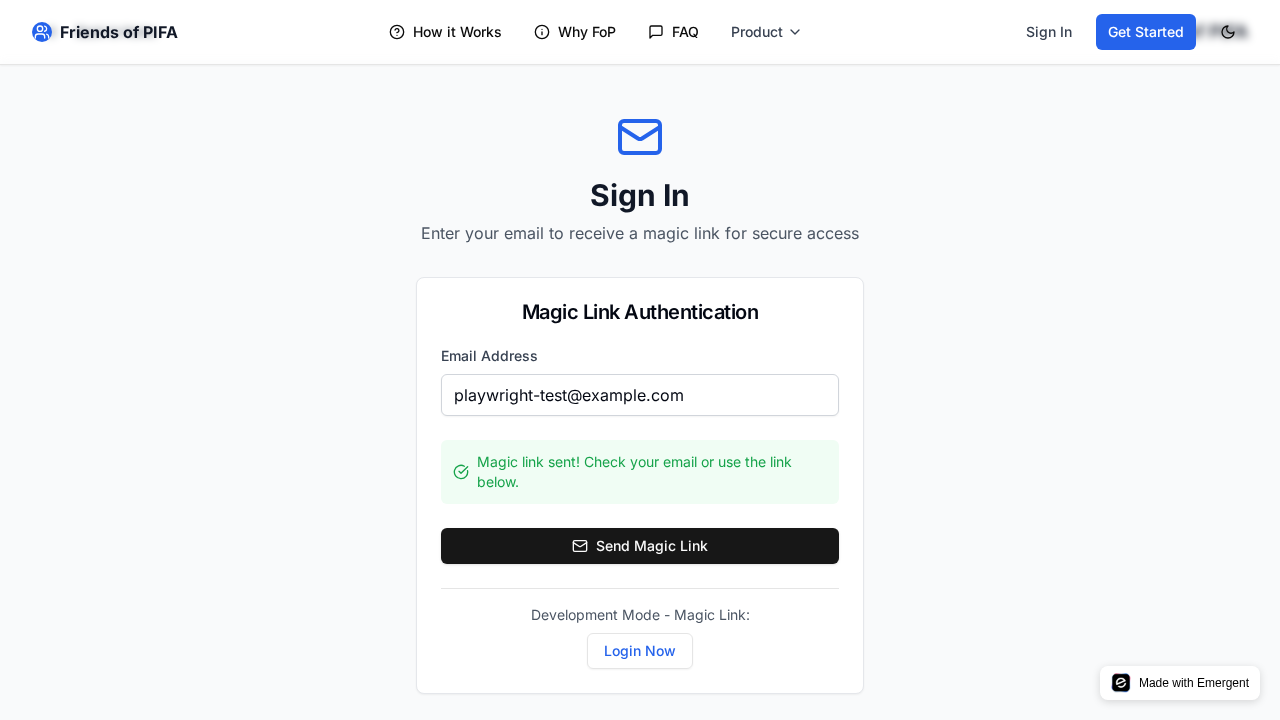 Friends of PIFA
How it Works
Why FoP
FAQ
Product
Sign In
Get Started
Sign In
Enter your email to receive a magic link for secure access
Magic Link Authentication
Email Address
playwright-test@example.com
Magic link sent! Check your email or use the link
below.
Send Magic Link
Development Mode - Magic Link:
Login Now
Made with Emergent